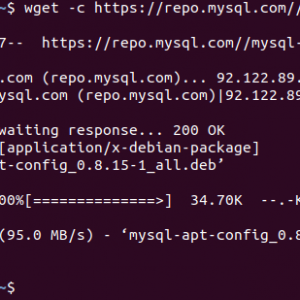 ~$ wget -c https://repo.mysql.com//
7-- https://repo.mysql.com//mysql-
.com (repo.mysql.com)... 92.122.89.
ysql.com (repo.mysql.com)|92.122.89
waiting response... 200 OK
[application/x-debian-package]
t-config_0.8.15-1_all.deb’
00%[==============>] 34.70K --.-K
(95.0 MB/s) - ‘mysql-apt-config_0.8
~$